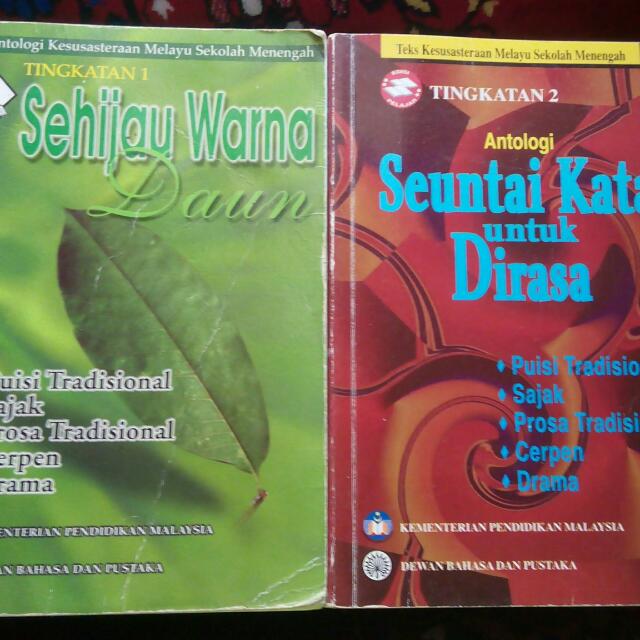 ntologi Kesusasteraan Melayu Sekolah Menengah
TINGKATAN 1
Sehijau Warna
Daun
uisi Tradisional
ajak
rosa Tradisional
erpen
rama
ENTERIAN PENDIDIKAN MALAYSIA
AN BAHASA DAN PUSTAKA
Teks Kesusasteraan Melayu Sekolah Menengah
TINGKATAN 2
Antologi
Seuntai Kata
untuk
Dirasa
♦ Puisi Tradisio
♦ Sajak
♦ Prosa Tradisi
♦ Cerpen
♦ Drama
KEMENTERIAN PENDIDIKAN MALAYSIA
DEWAN BAHASA DAN PUSTAKA